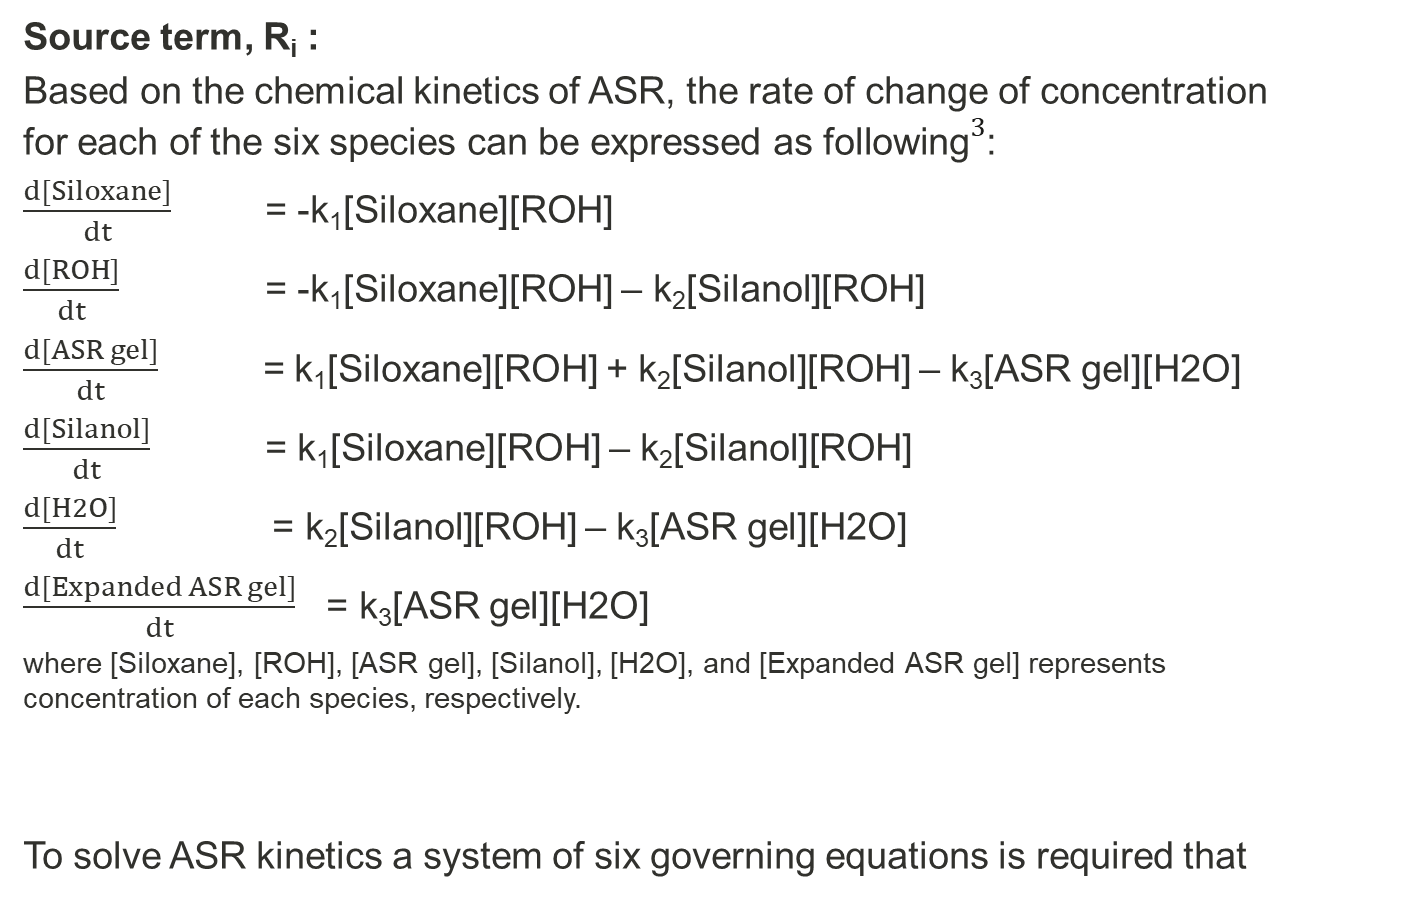 Source term, Rᵢ :
Based on the chemical kinetics of ASR, the rate of change of concentration
for each of the six species can be expressed as following³:
d[Siloxane]/dt = -k₁[Siloxane][ROH]
d[ROH]/dt = -k₁[Siloxane][ROH] – k₂[Silanol][ROH]
d[ASR gel]/dt = k₁[Siloxane][ROH] + k₂[Silanol][ROH] – k₃[ASR gel][H2O]
d[Silanol]/dt = k₁[Siloxane][ROH] – k₂[Silanol][ROH]
d[H2O]/dt = k₂[Silanol][ROH] – k₃[ASR gel][H2O]
d[Expanded ASR gel]/dt = k₃[ASR gel][H2O]
where [Siloxane], [ROH], [ASR gel], [Silanol], [H2O], and [Expanded ASR gel] represents
concentration of each species, respectively.
To solve ASR kinetics a system of six governing equations is required that